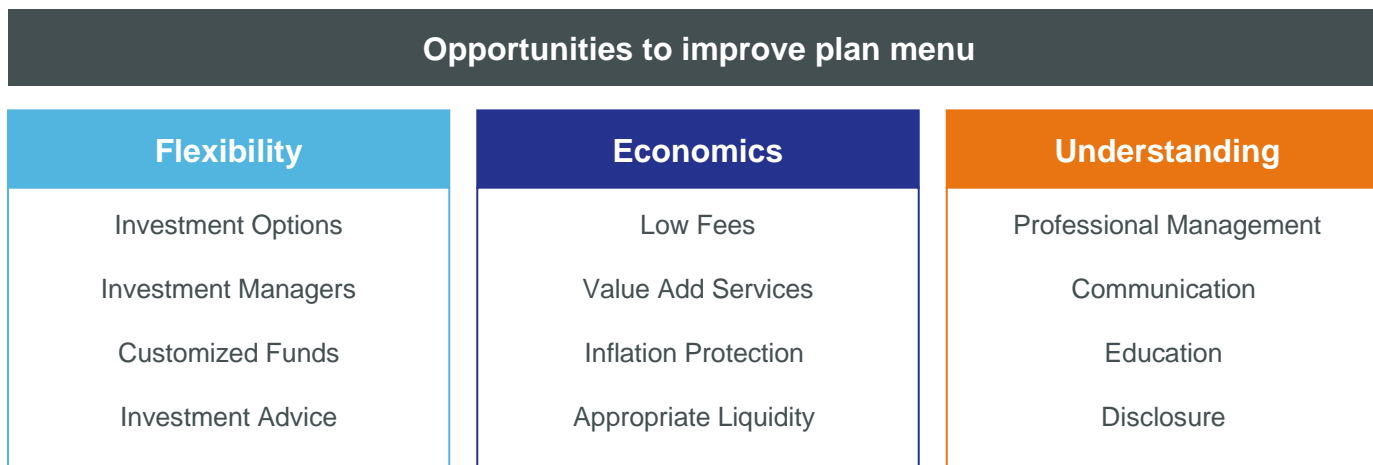 Opportunities to improve plan menu
Flexibility
Investment Options
Investment Managers
Customized Funds
Investment Advice
Economics
Low Fees
Value Add Services
Inflation Protection
Appropriate Liquidity
Understanding
Professional Management
Communication
Education
Disclosure